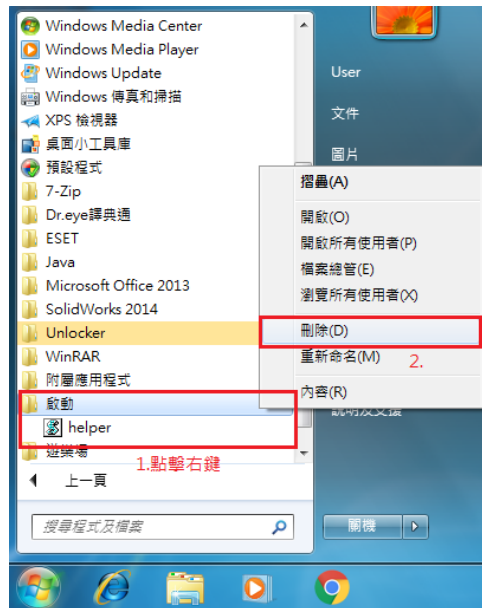 Windows Media Center
Windows Media Player
Windows Update
Windows 傳真和掃描
XPS 檢視器
桌面小工具庫
預設程式
7-Zip
Dr.eye譯典通
ESET
Java
Microsoft Office 2013
SolidWorks 2014
Unlocker
WinRAR
附屬應用程式
啟動
helper
遊樂場
1.點擊右鍵
上一頁
搜尋程式及檔案
User
文件
圖片
摺疊(A)
開啟(O)
開啟所有使用者(P)
檔案總管(E)
瀏覽所有使用者(X)
刪除(D)
重新命名(M)
2.
內容(R)
說明及支援
關機